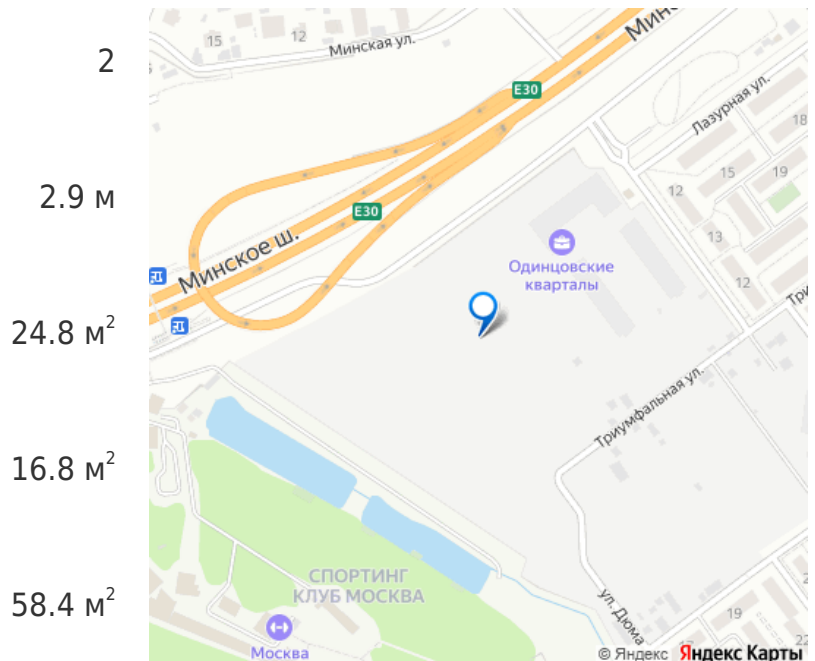 2
2.9 м
24.8 м²
16.8 м²
58.4 м²
15
12
Минская ул.
Минс
E30
Лазурная ул.
18
15
19
12
E30
Минское ш.
13
Одинцовские
кварталы
12
Три
Триумфальная ул.
СПОРТИНГ
КЛУБ МОСКВА
ул. Дюма
19
Москва
© Яндекс Яндекс Карты